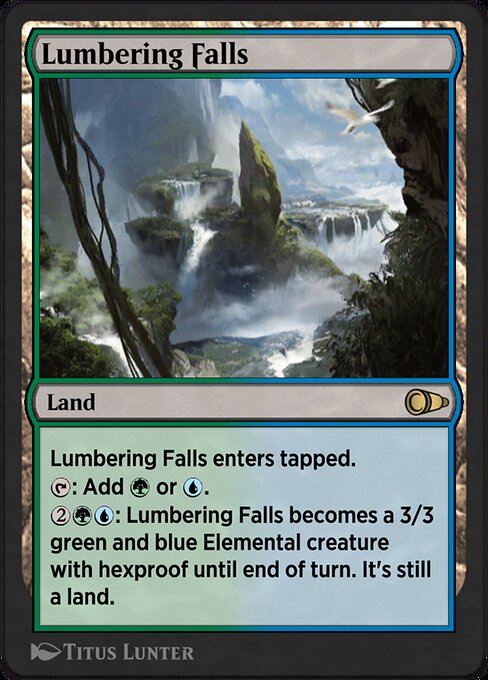 Lumbering Falls
Land
Lumbering Falls enters tapped.
: Add or .
2: Lumbering Falls becomes a 3/3
green and blue Elemental creature
with hexproof until end of turn. It's still
a land.
Titus Lunter